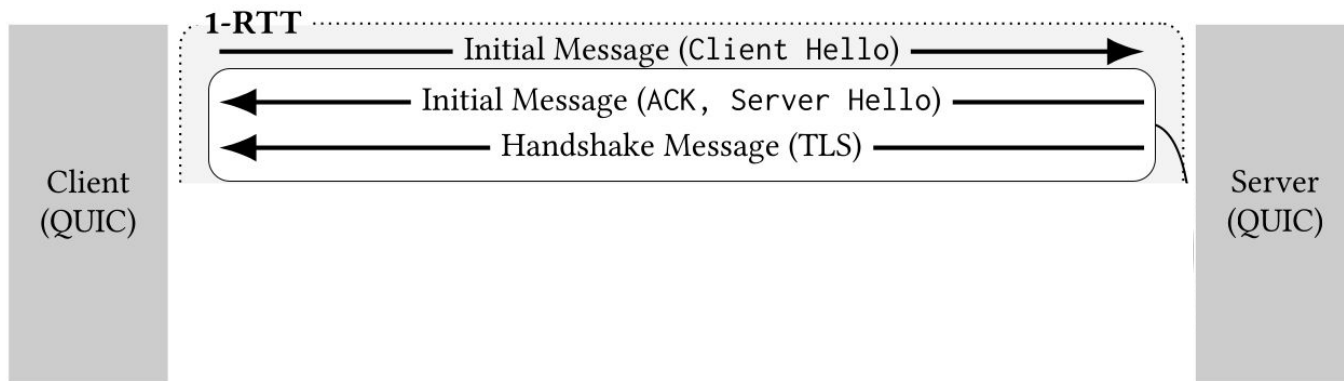 1-RTT
Initial Message (Client Hello)
Initial Message (ACK, Server Hello)
Handshake Message (TLS)
Client
(QUIC)
Server
(QUIC)